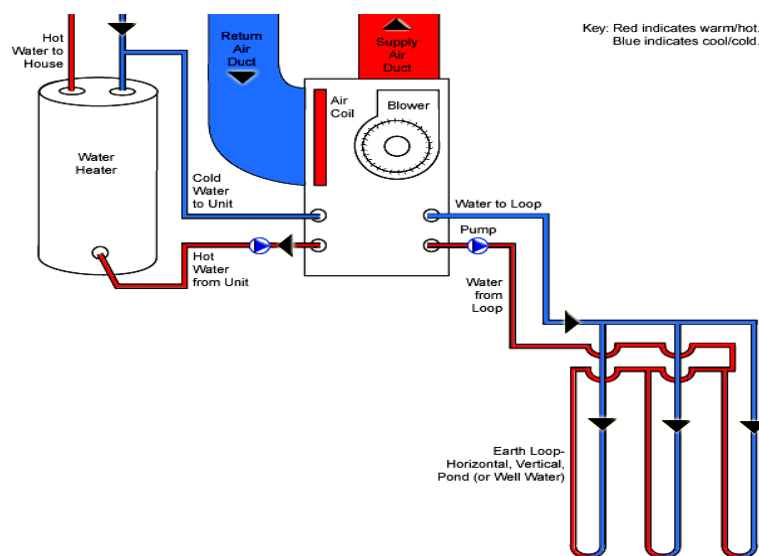 Hot
Water to
House
Return
Air
Duct
Supply
Air
Duct
Key: Red indicates warm/hot.
Blue indicates cool/cold.
Air
Coil
Blower
Water
Heater
Cold
Water
to Unit
Water to Loop
Pump
Hot
Water
from Unit
Water
from
Loop
Earth Loop-
Horizontal, Vertical,
Pond (or Well Water)